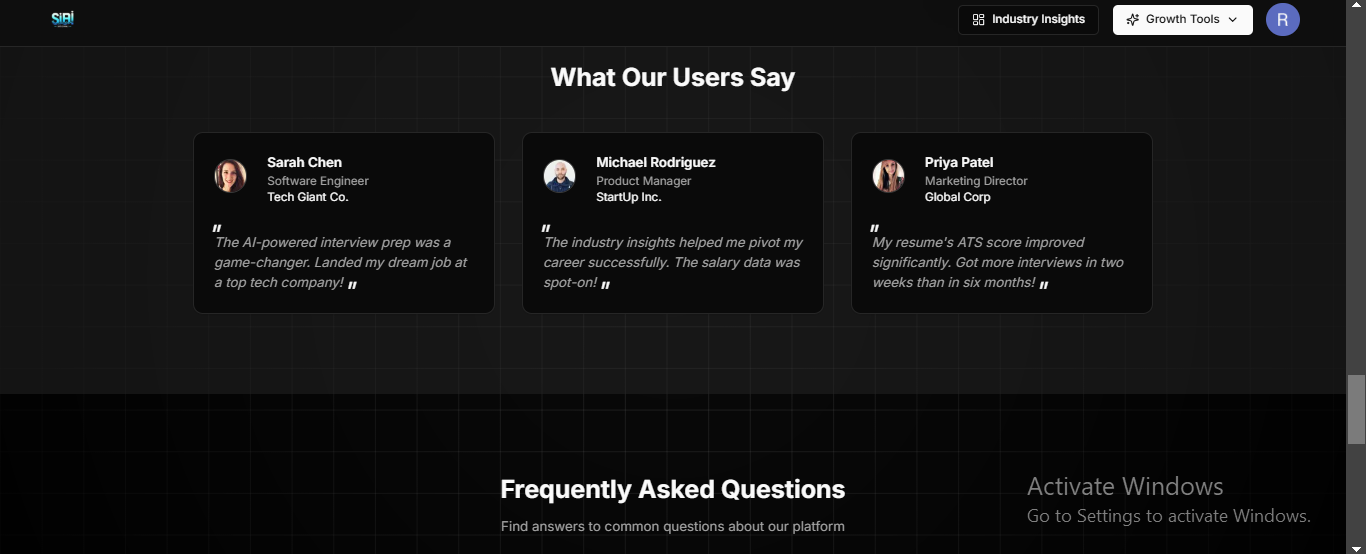 SiBi
Industry Insights
Growth Tools
R
What Our Users Say
Sarah Chen
Software Engineer
Tech Giant Co.
"
The AI-powered interview prep was a
game-changer. Landed my dream job at
a top tech company! "
Michael Rodriguez
Product Manager
StartUp Inc.
"
The industry insights helped me pivot my
career successfully. The salary data was
spot-on! "
Priya Patel
Marketing Director
Global Corp
"
My resume's ATS score improved
significantly. Got more interviews in two
weeks than in six months! "
Frequently Asked Questions
Find answers to common questions about our platform
Activate Windows
Go to Settings to activate Windows.